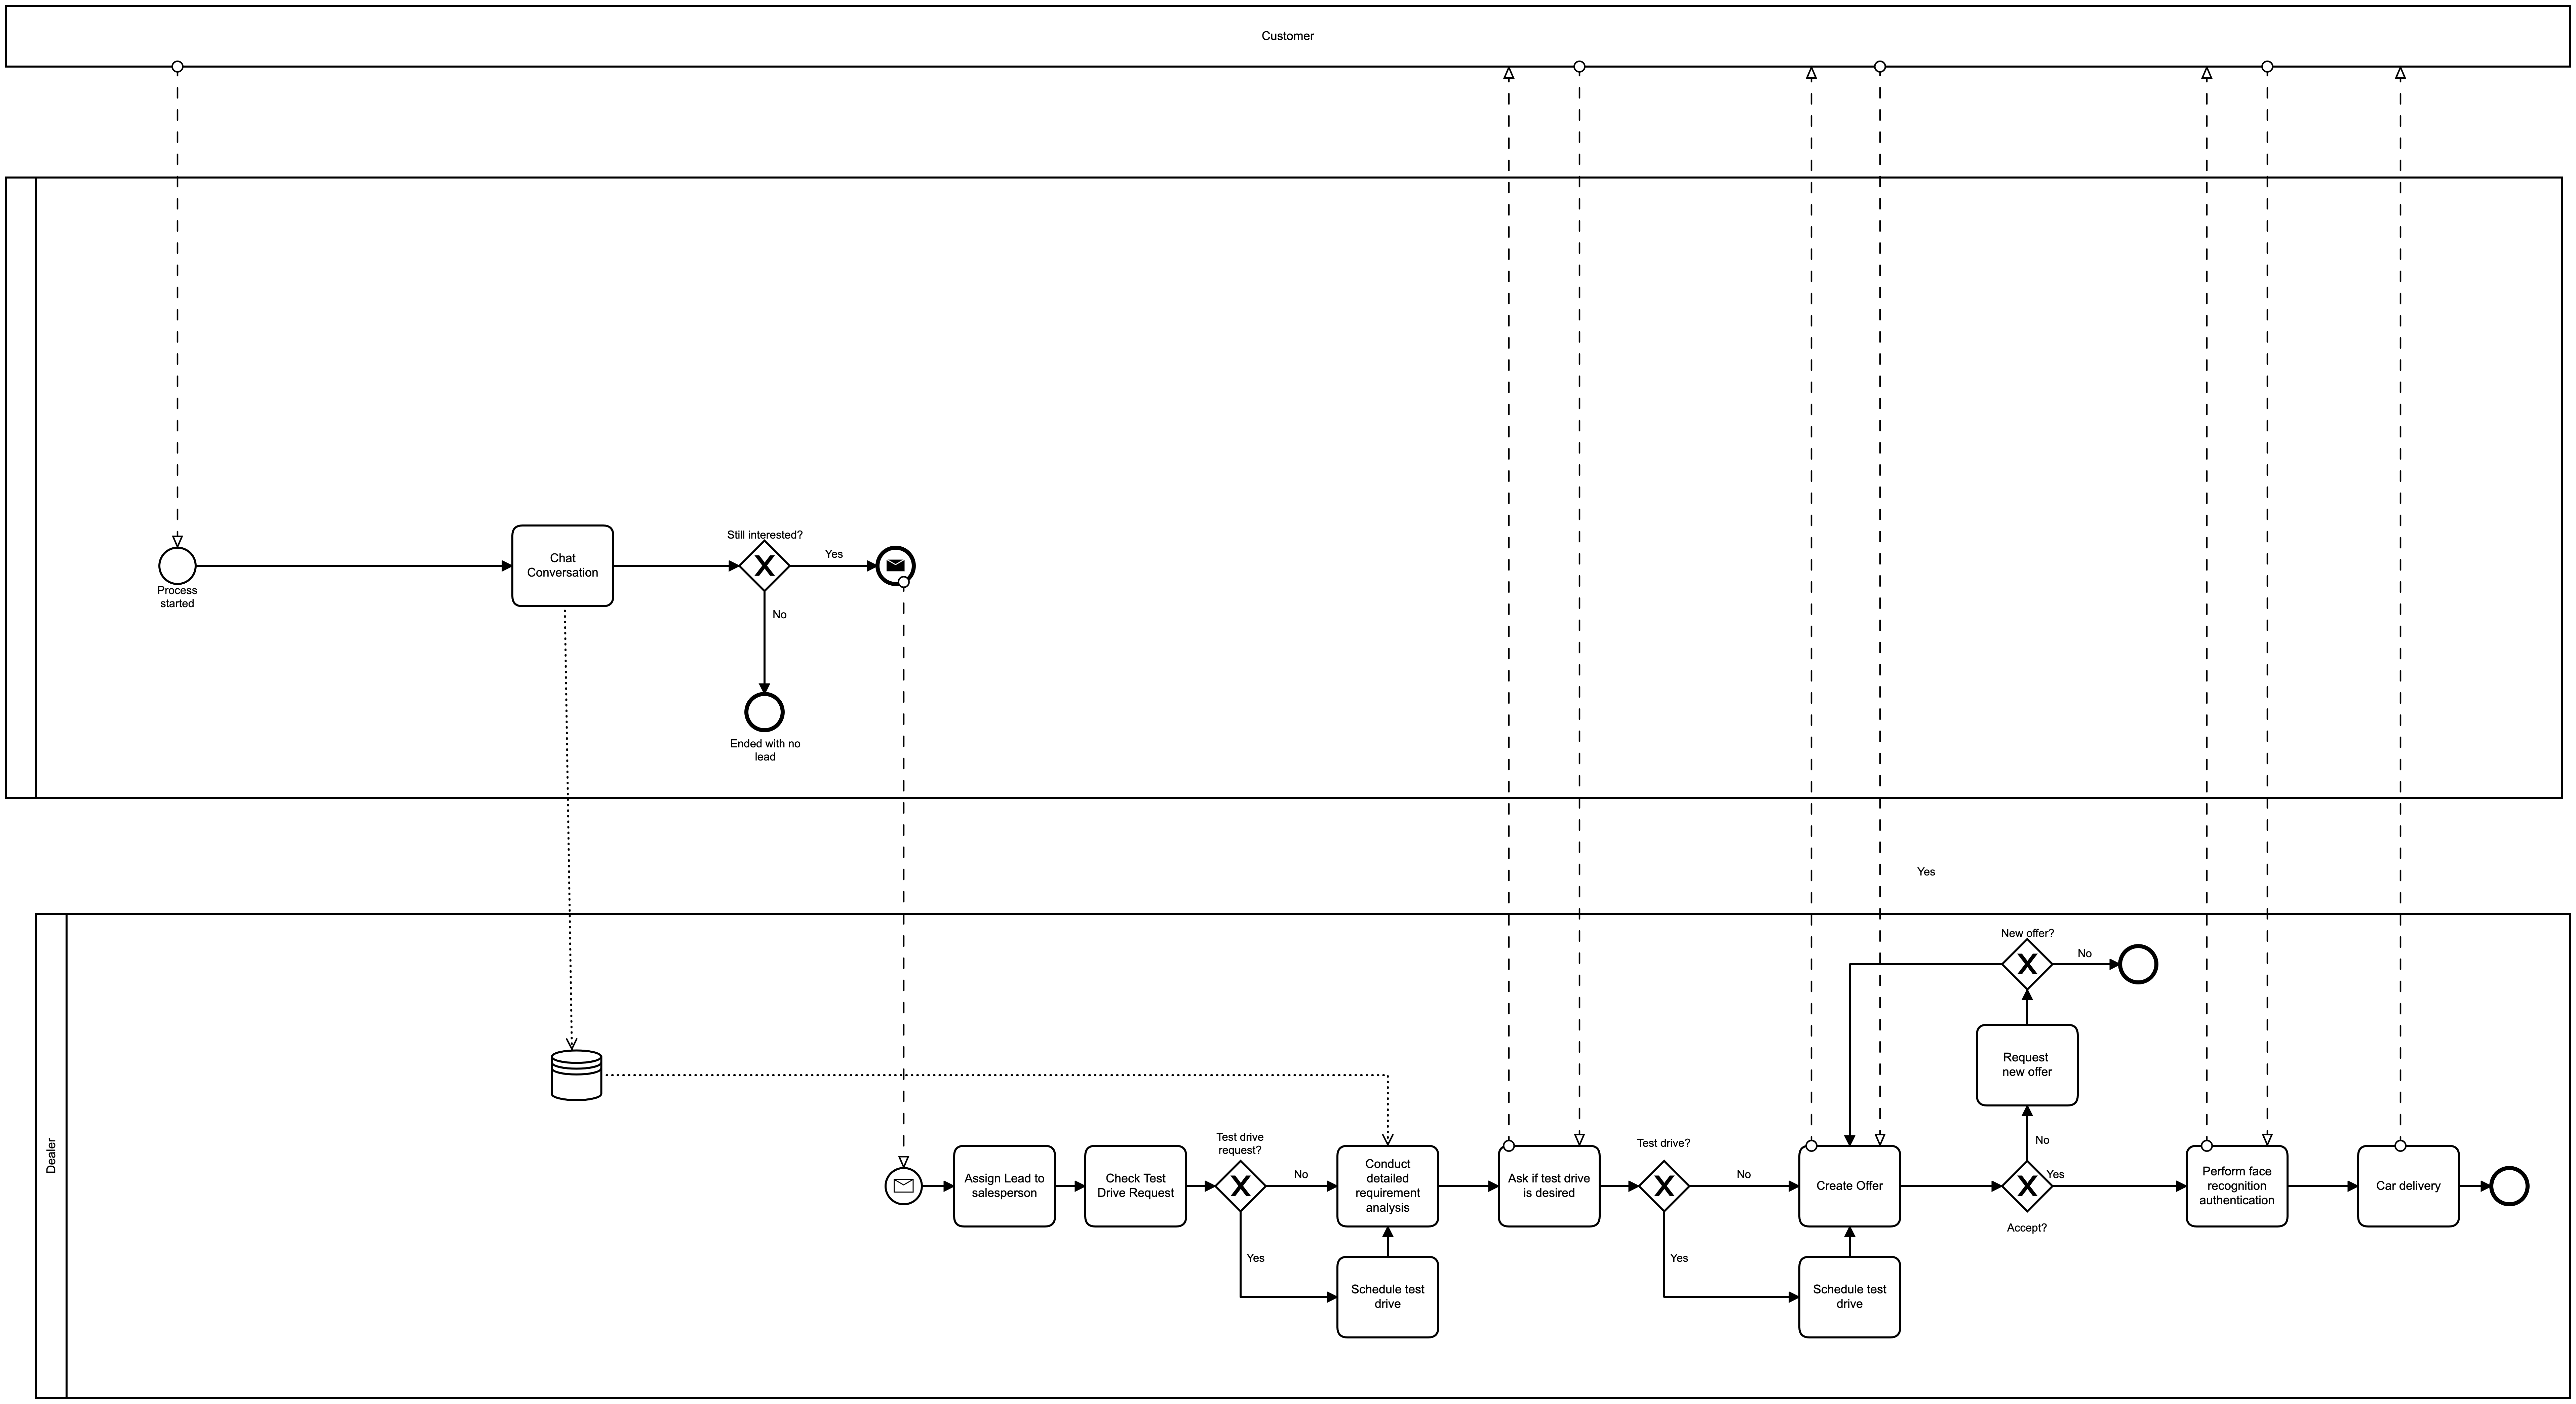 Customer
Process
started
Chat
Conversation
Still interested?
Yes
No
Ended with no
lead
Yes
Dealer
New offer?
No
Request
new offer
No
Assign Lead to
salesperson
Check Test
Drive Request
Test drive
request?
No
Yes
Conduct
detailed
requirement
analysis
Schedule test
drive
Ask if test drive
is desired
Test drive?
No
Yes
Create Offer
Schedule test
drive
Yes
Accept?
Perform face
recognition
authentication
Car delivery